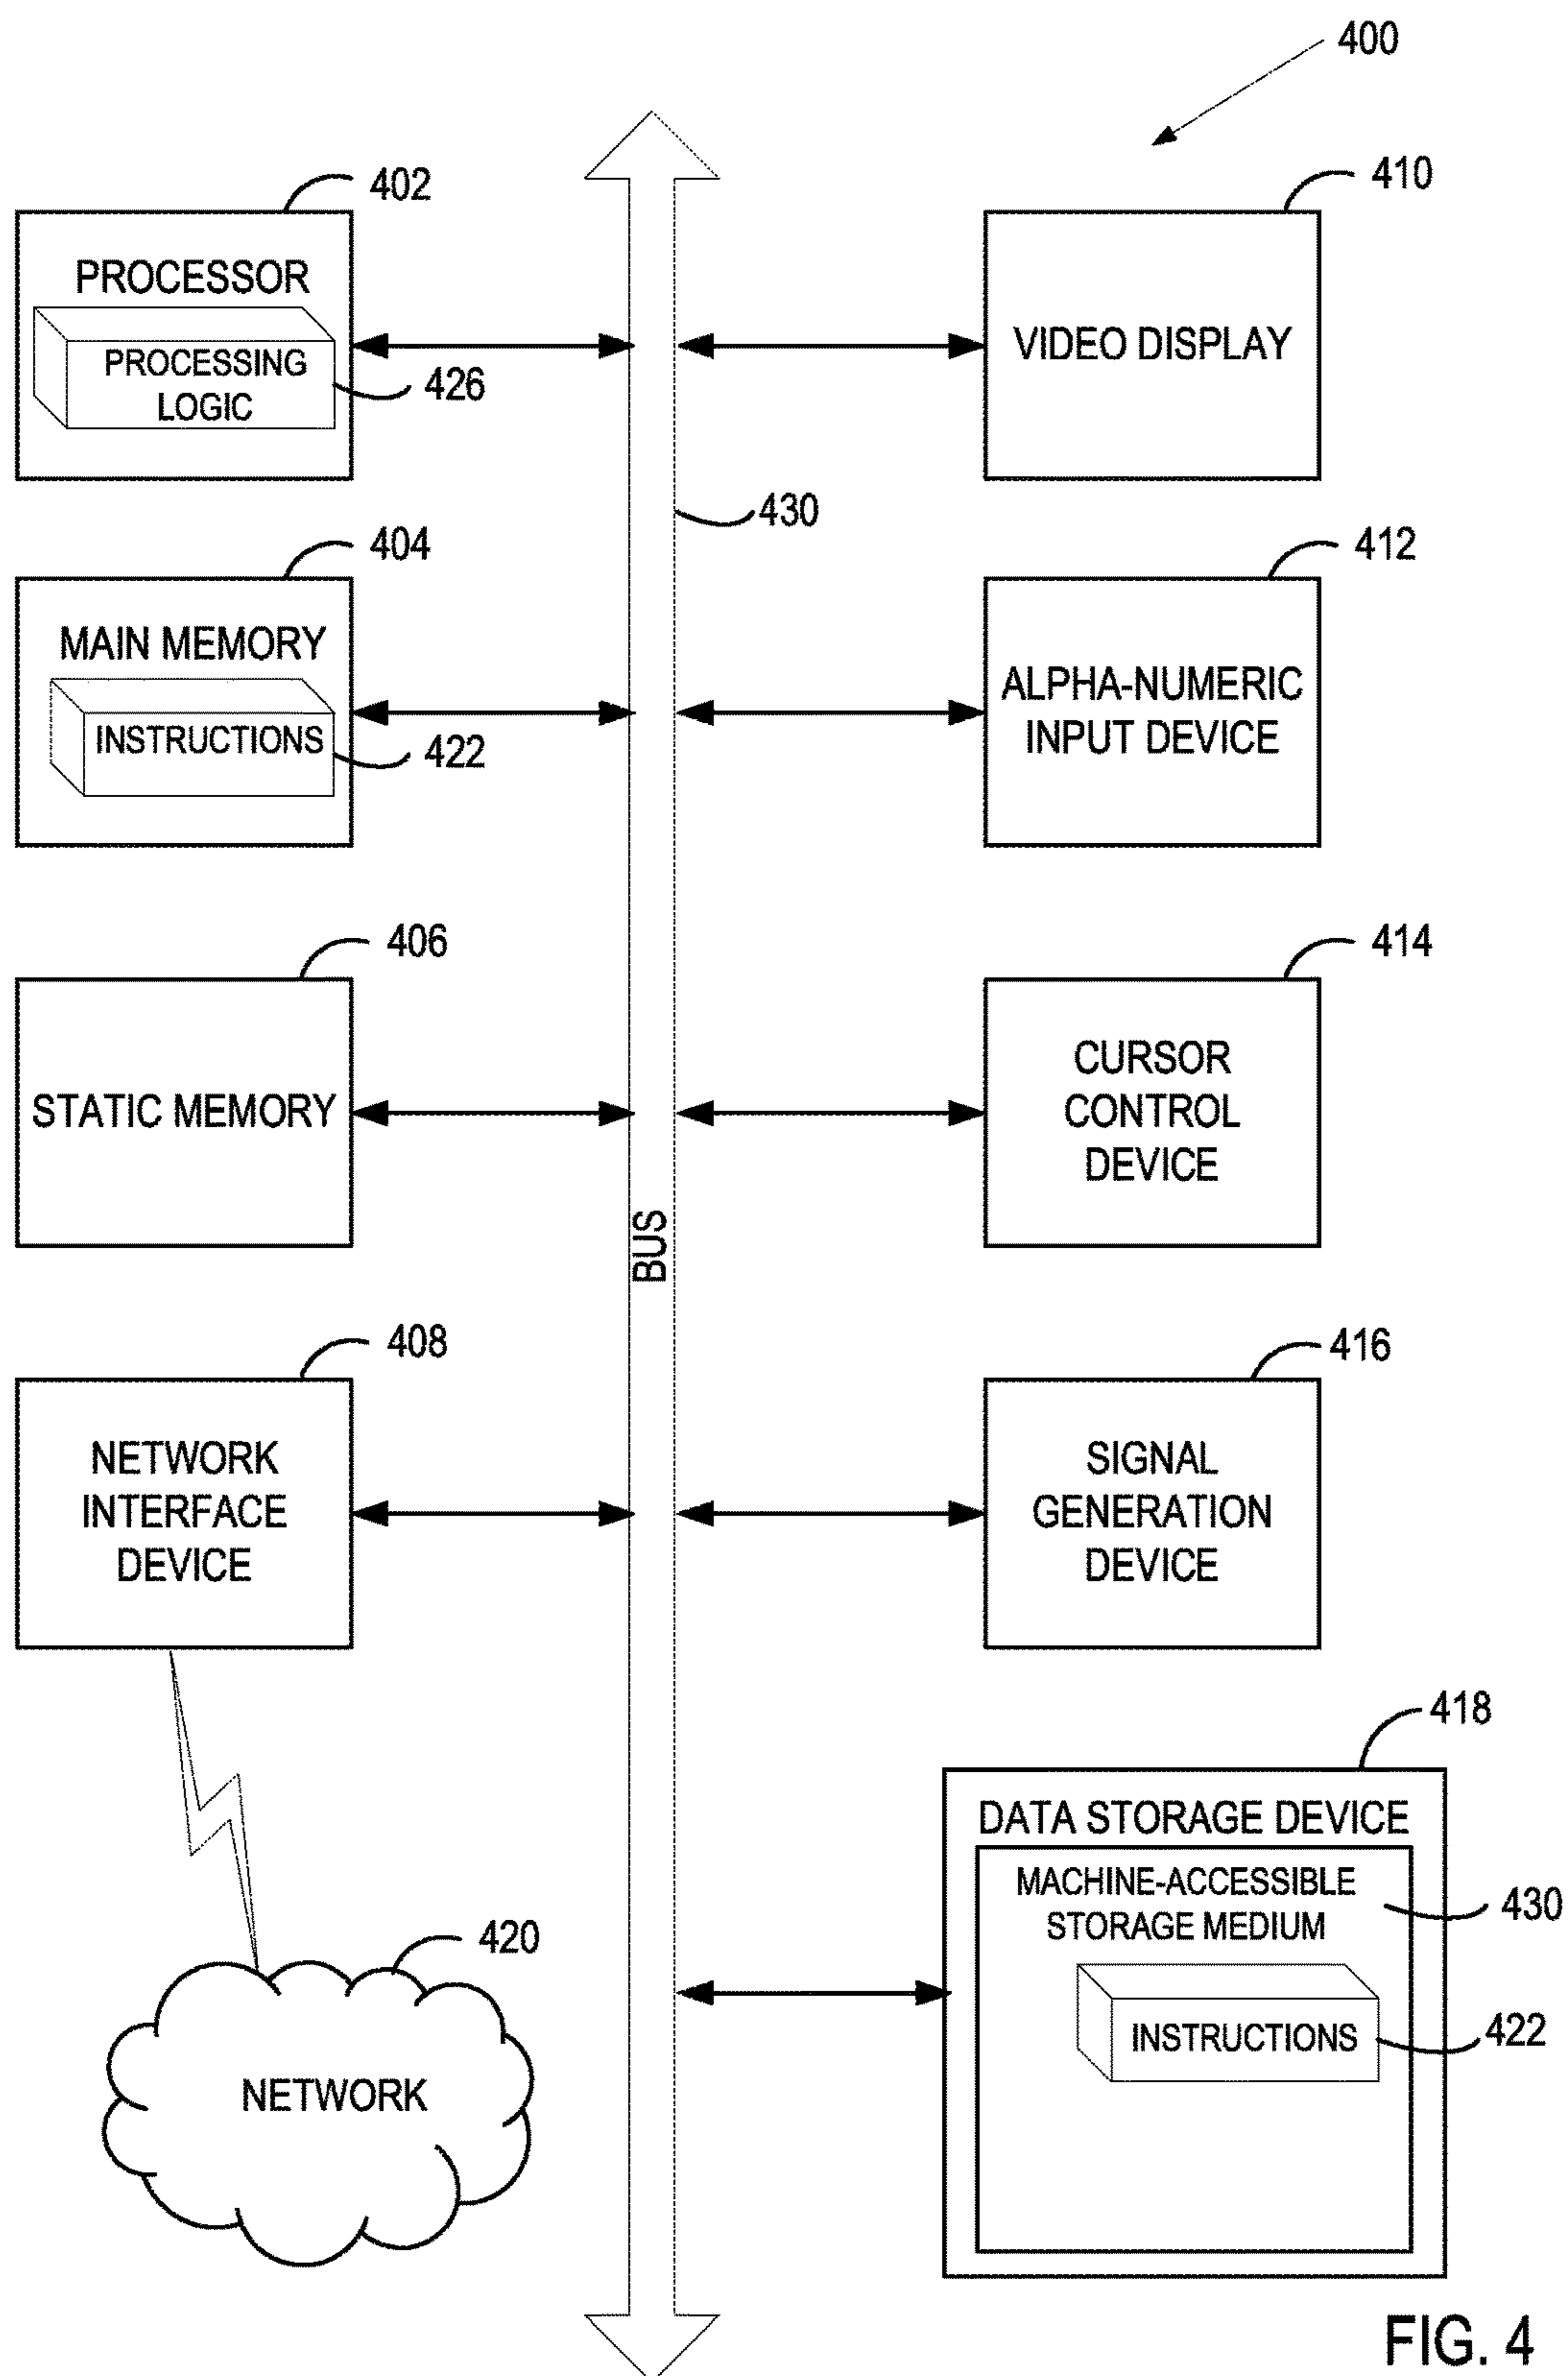 400
402
PROCESSOR
PROCESSING
LOGIC
426
410
VIDEO DISPLAY
430
404
MAIN MEMORY
INSTRUCTIONS
422
412
ALPHA-NUMERIC
INPUT DEVICE
406
STATIC MEMORY
414
CURSOR
CONTROL
DEVICE
BUS
408
NETWORK
INTERFACE
DEVICE
416
SIGNAL
GENERATION
DEVICE
418
DATA STORAGE DEVICE
MACHINE-ACCESSIBLE
STORAGE MEDIUM
430
INSTRUCTIONS
422
420
NETWORK
FIG. 4